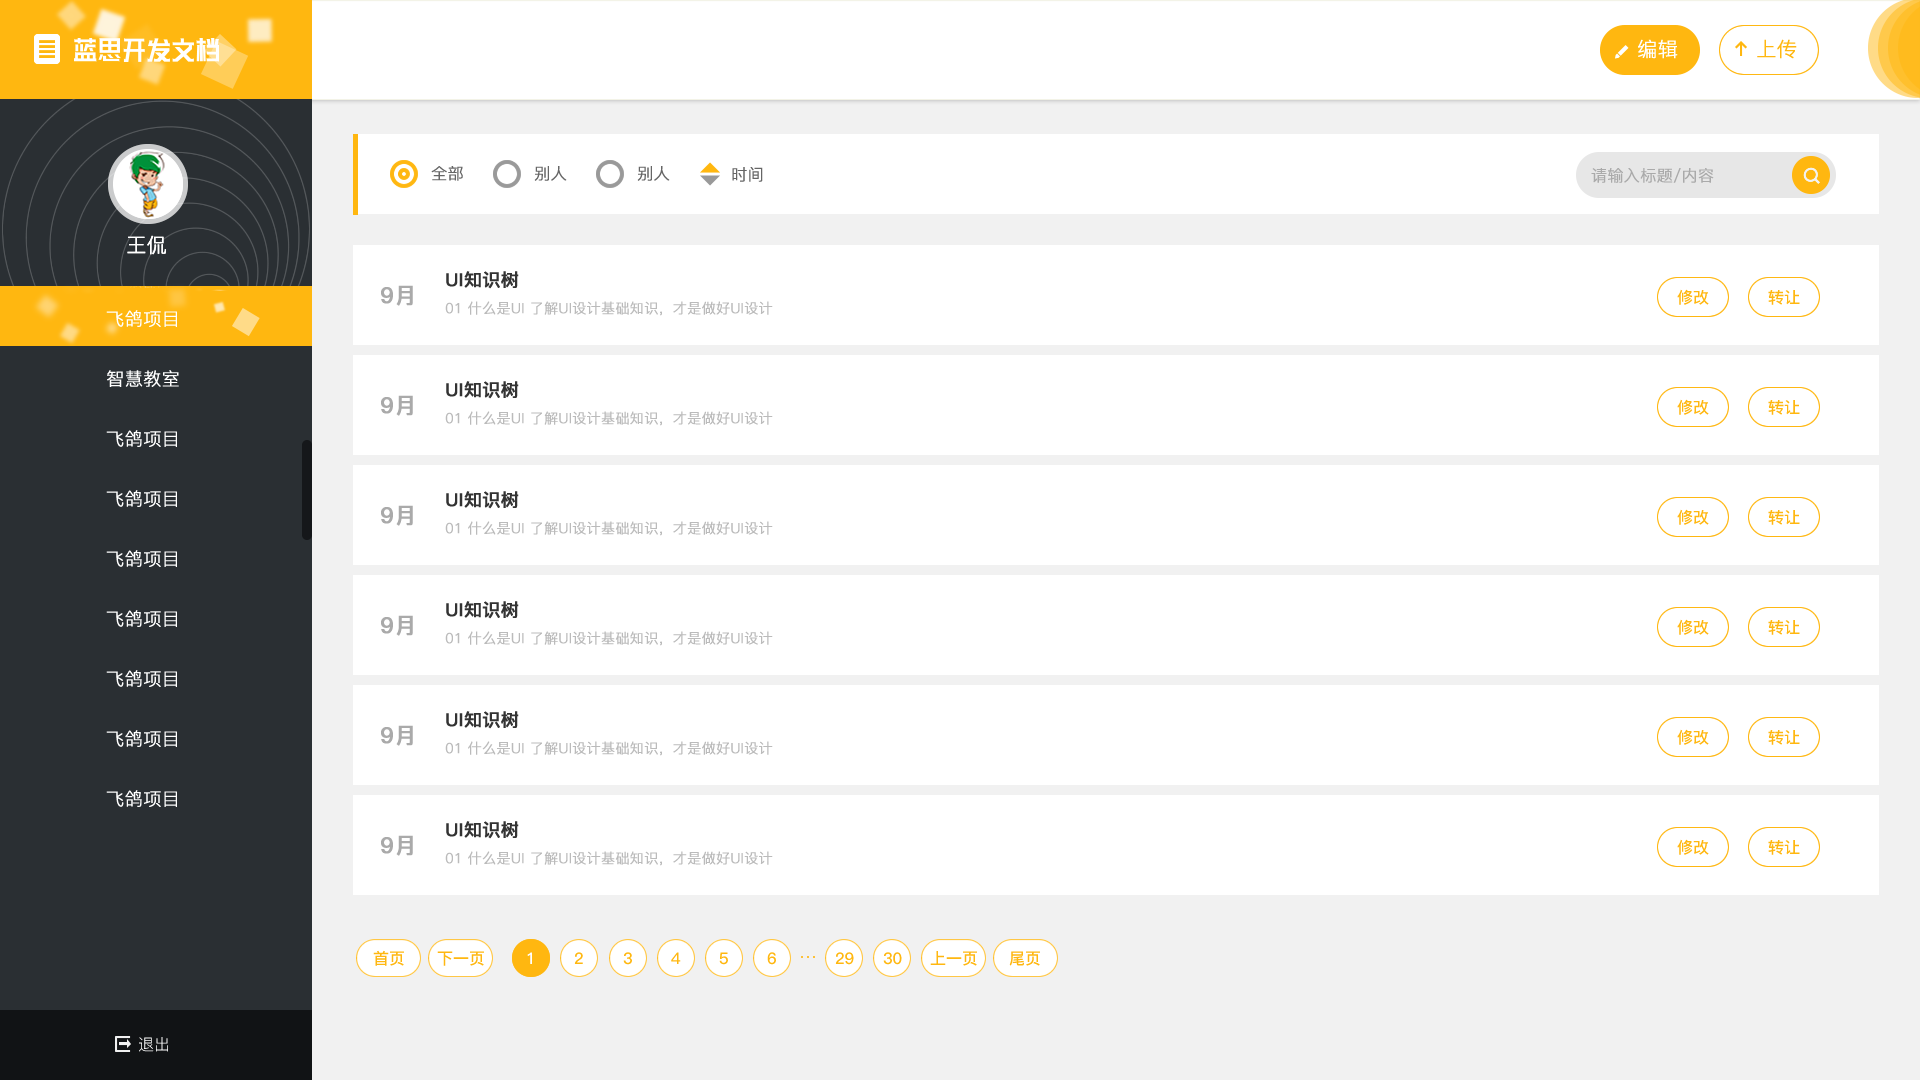 蓝思开发文档
编辑
上传
王侃
飞鸽项目
智慧教室
飞鸽项目
飞鸽项目
飞鸽项目
飞鸽项目
飞鸽项目
飞鸽项目
飞鸽项目
退出
全部 别人 别人 时间
请输入标题/内容
9月
UI知识树
01 什么是UI 了解UI设计基础知识，才是做好UI设计
修改 转让
9月
UI知识树
01 什么是UI 了解UI设计基础知识，才是做好UI设计
修改 转让
9月
UI知识树
01 什么是UI 了解UI设计基础知识，才是做好UI设计
修改 转让
9月
UI知识树
01 什么是UI 了解UI设计基础知识，才是做好UI设计
修改 转让
9月
UI知识树
01 什么是UI 了解UI设计基础知识，才是做好UI设计
修改 转让
9月
UI知识树
01 什么是UI 了解UI设计基础知识，才是做好UI设计
修改 转让
首页 下一页 1 2 3 4 5 6 ··· 29 30 上一页 尾页